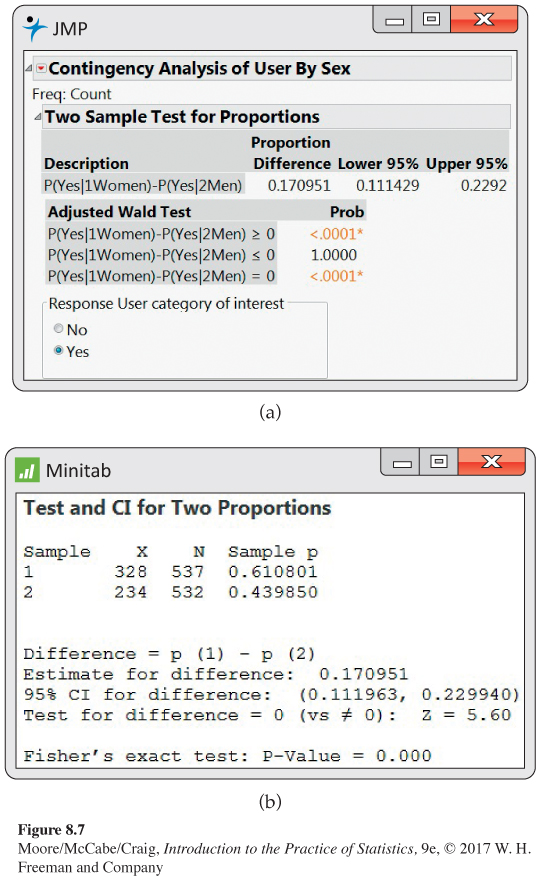 JMP
Contingency Analysis of User By Sex
Freq: Count
Two Sample Test for Proportions
Proportion
Description Difference Lower 95% Upper 95%
P(Yes|1Women)-P(Yes|2Men) 0.170951 0.111429 0.2292
Adjusted Wald Test Prob
P(Yes|1Women)-P(Yes|2Men) ≥ 0 <.0001*
P(Yes|1Women)-P(Yes|2Men) ≤ 0 1.0000
P(Yes|1Women)-P(Yes|2Men) = 0 <.0001*
Response User category of interest
No
Yes
(a)
Minitab
Test and CI for Two Proportions
Sample X N Sample p
1 328 537 0.610801
2 234 532 0.439850
Difference = p (1) - p (2)
Estimate for difference: 0.170951
95% CI for difference: (0.111963, 0.229940)
Test for difference = 0 (vs ≠ 0): Z = 5.60
Fisher's exact test: P-Value = 0.000
(b)
Figure 8.7
Moore/McCabe/Craig, Introduction to the Practice of Statistics, 9e, © 2017 W. H.
Freeman and Company